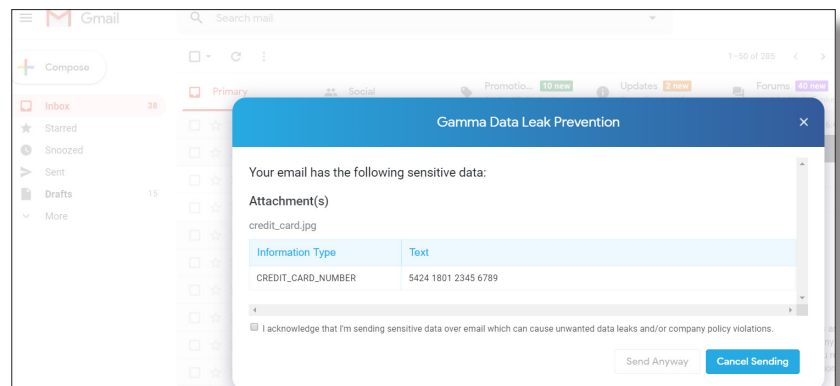 Gmail
Search mail
Compose
1–50 of 285
Primary
Social
Promotio... 10 new
Updates 2 new
Forums 40 new
Inbox 38
Starred
Snoozed
Sent
Drafts 15
More
Gamma Data Leak Prevention
Your email has the following sensitive data:
Attachment(s)
credit_card.jpg
Information Type Text
CREDIT_CARD_NUMBER 5424 1801 2345 6789
I acknowledge that I'm sending sensitive data over email which can cause unwanted data leaks and/or company policy violations.
Send Anyway Cancel Sending